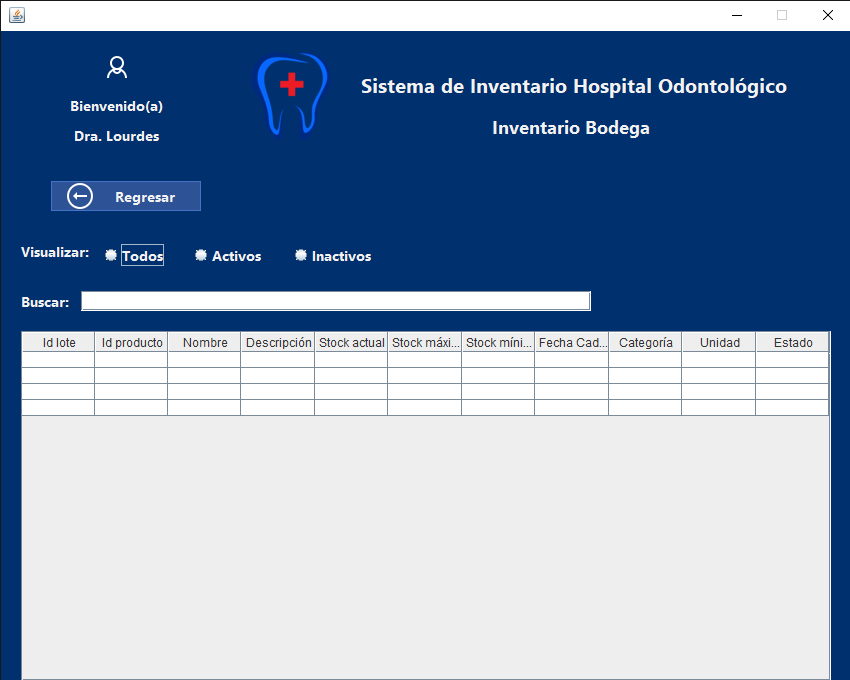 Sistema de Inventario Hospital Odontológico
Bienvenido(a)
Inventario Bodega
Dra. Lourdes
Regresar
Visualizar: Todos Activos Inactivos
Buscar:
Id lote Id producto Nombre Descripción Stock actual Stock máxi... Stock míni... Fecha Cad... Categoría Unidad Estado